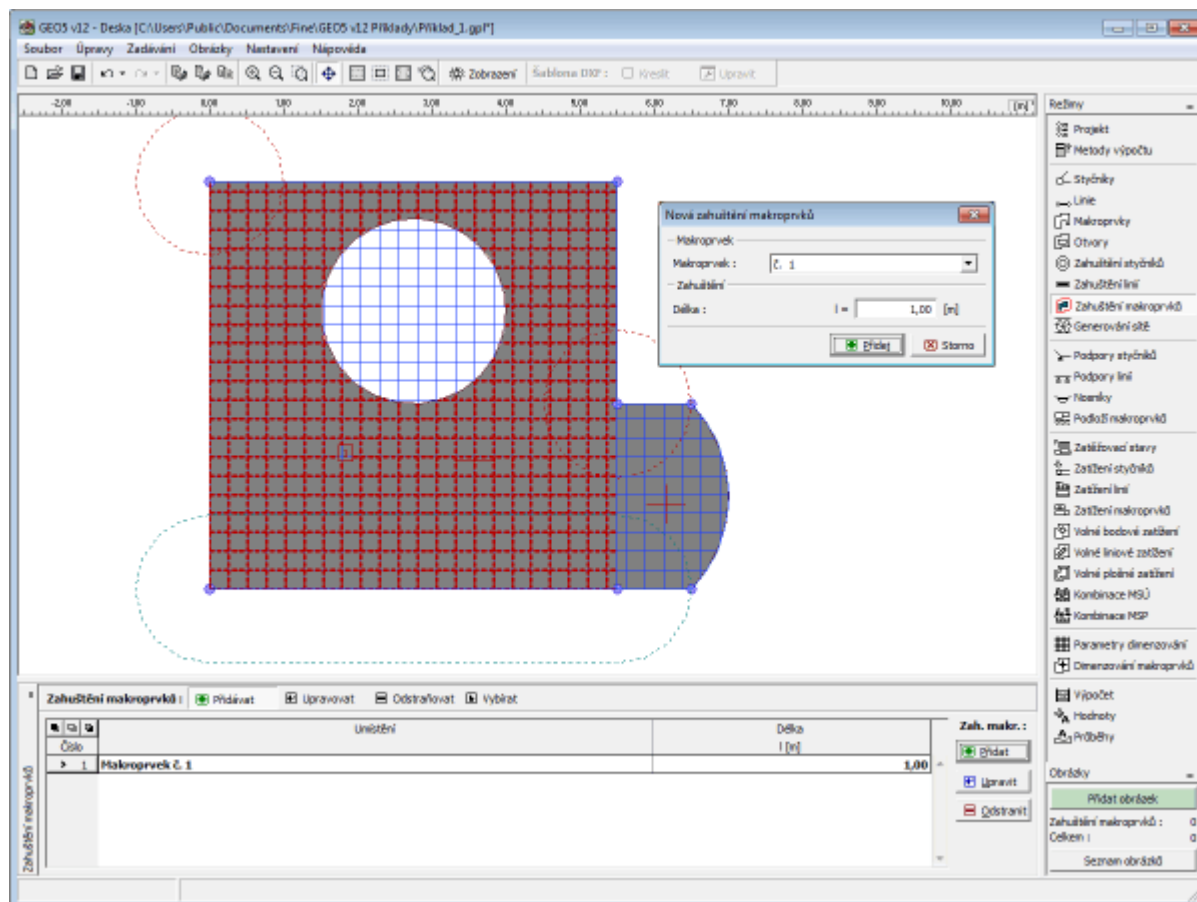 GEO5 v12 - Deska [C:\Users\Public\Documents\Fine\GEO5 v12 Příklady\Příklad_1.gpl*]
Soubor Úpravy Zadávání Obrázky Nastavení Nápověda
Zobrazení Šablona DXF : Kreslit Upravit
-2,00 -1,00 0,00 1,00 2,00 3,00 4,00 5,00 6,00 7,00 8,00 9,00 10,00 [m]
Nová zahuštění makroprvků
Makroprvek
Makroprvek : č. 1
Zahuštění
Délka : l = 1,00 [m]
Přidej Storno
1
Režimy
Projekt
Metody výpočtu
Styčníky
Linie
Makroprvky
Otvory
Zahuštění styčníků
Zahuštění linií
Zahuštění makroprvků
Generování sítě
Podpory styčníků
Podpory linií
Nosníky
Podloží makroprvků
Zatěžovací stavy
Zatížení styčníků
Zatížení linií
Zatížení makroprvků
Volné bodové zatížení
Volné liniové zatížení
Volné plošné zatížení
Kombinace MSÚ
Kombinace MSP
Parametry dimenzování
Dimenzování makroprvků
Výpočet
Hodnoty
Průběhy
Obrázky
Přidat obrázek
Zahuštění makroprvků : 0
Celkem : 0
Seznam obrázků
Zahuštění makroprvků : Přidávat Upravovat Odstraňovat Vybírat
Číslo Umístění Délka
l [m]
> 1 Makroprvek č. 1 1,00
Zah. makr. :
Přidat
Upravit
Odstranit
Zahuštění makroprvků